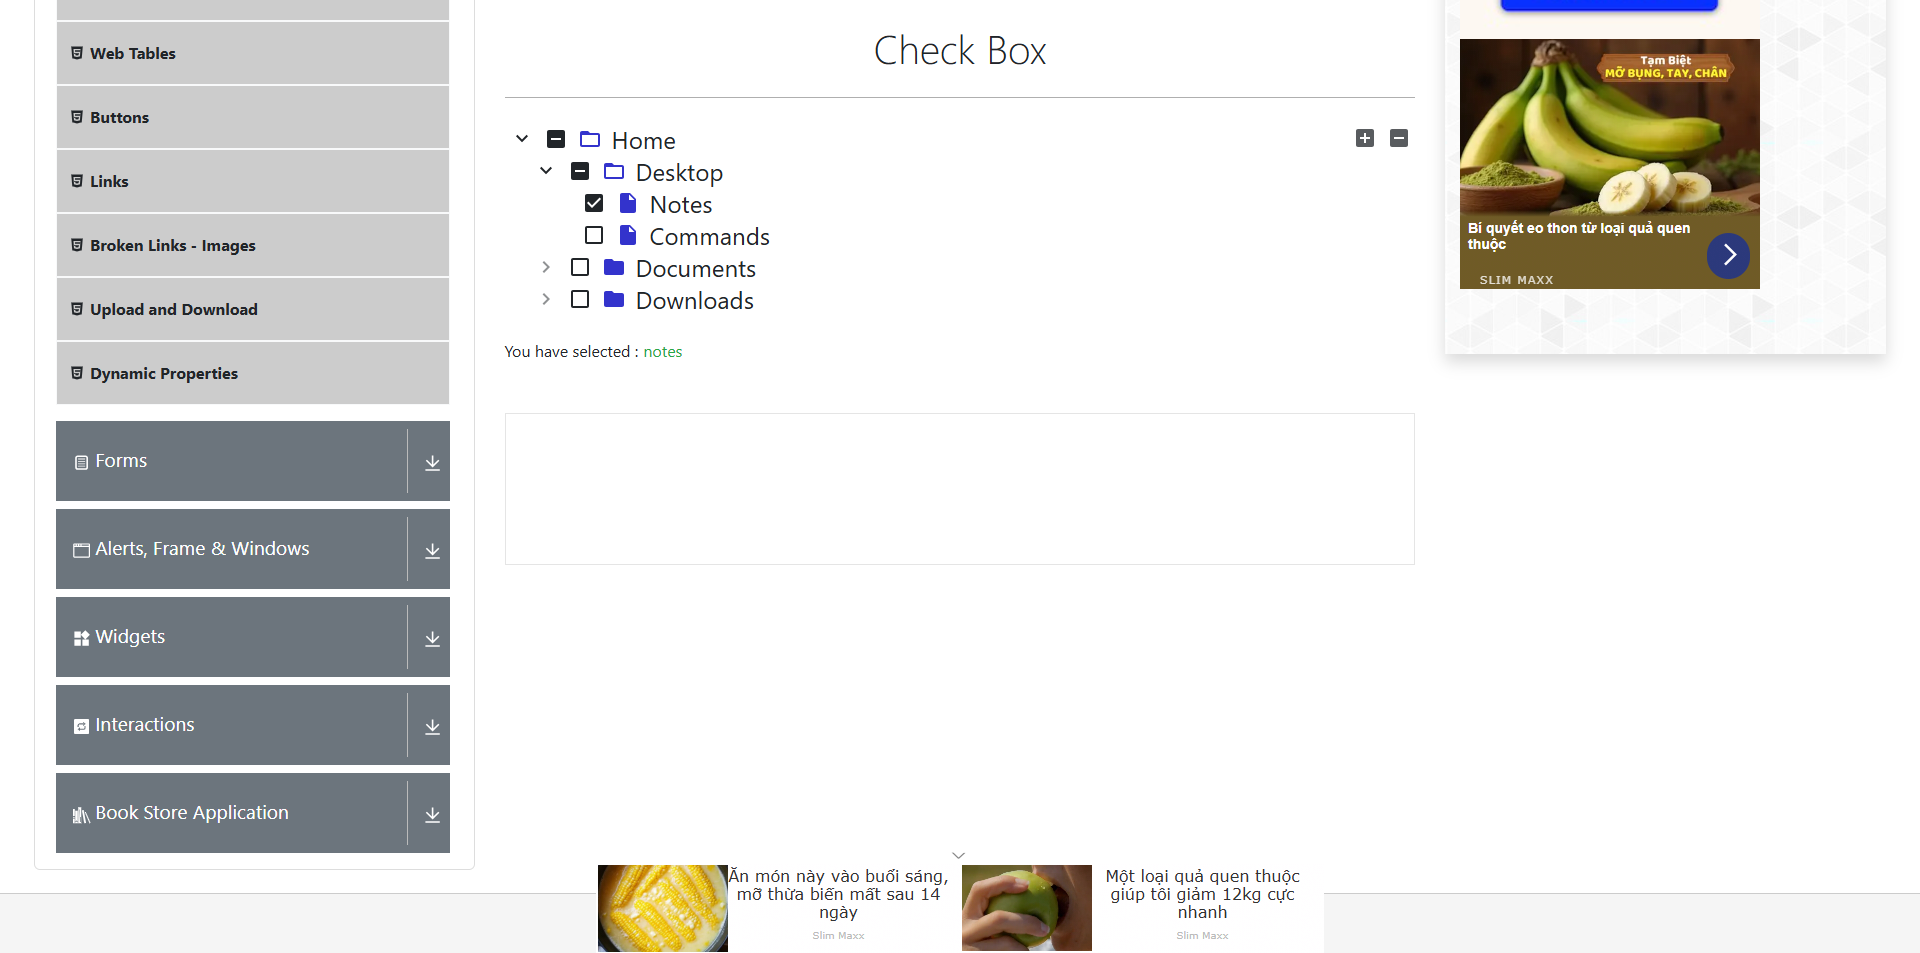 Web Tables
Buttons
Links
Broken Links - Images
Upload and Download
Dynamic Properties
Forms
Alerts, Frame & Windows
Widgets
Interactions
Book Store Application
Check Box
Home
Desktop
Notes
Commands
Documents
Downloads
You have selected : notes
Tạm Biệt
MỠ BỤNG, TAY, CHÂN
Bí quyết eo thon từ loại quả quen
thuộc
SLIM MAXX
Ăn món này vào buổi sáng,
mỡ thừa biến mất sau 14
ngày
Slim Maxx
Một loại quả quen thuộc
giúp tôi giảm 12kg cực
nhanh
Slim Maxx